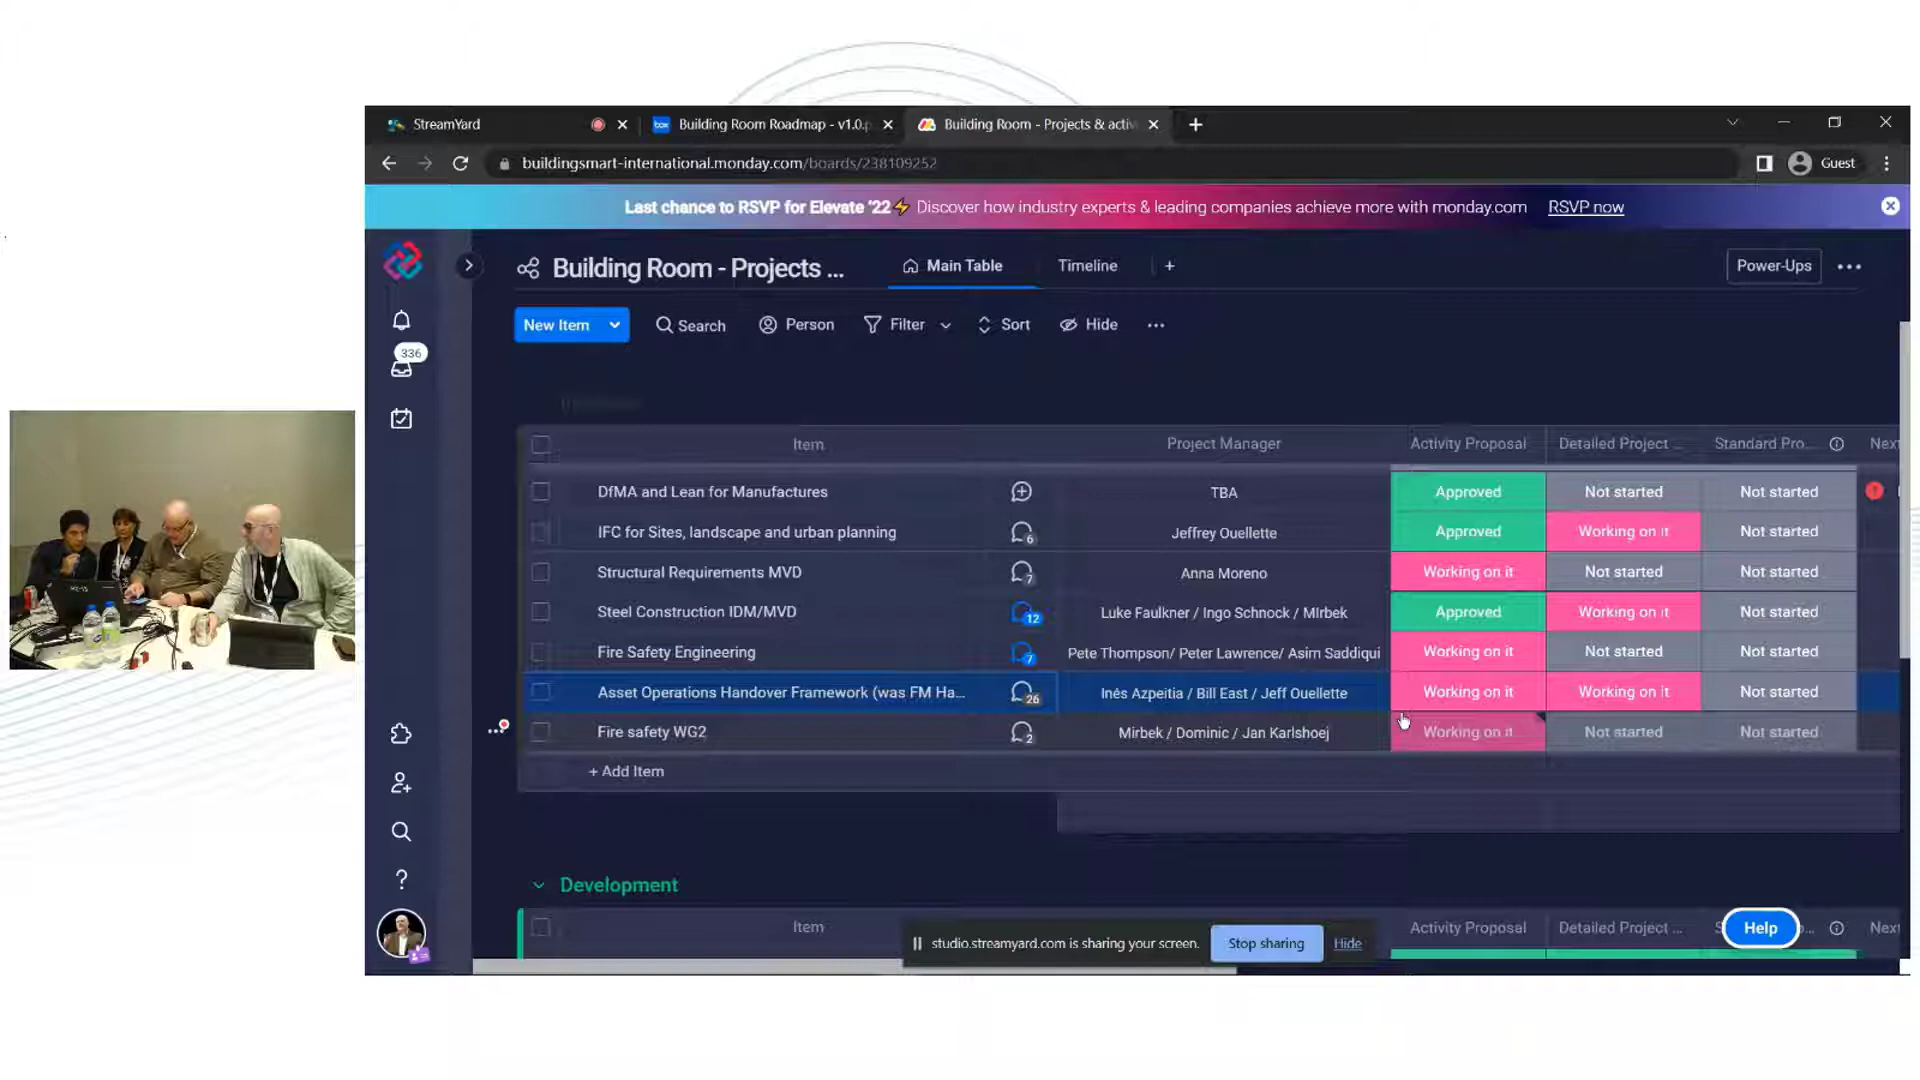 StreamYard
Building Room Roadmap - v1.0.p
Building Room - Projects & activ
buildingsmart-international.monday.com/boards/238109252
Guest
Last chance to RSVP for Elevate '22⚡ Discover how industry experts & leading companies achieve more with monday.com RSVP now
Building Room - Projects ...
Main Table
Timeline
Power-Ups
New Item
Search
Person
Filter
Sort
Hide
336
Item Project Manager Activity Proposal Detailed Project ... Standard Pro... Next
DfMA and Lean for Manufactures TBA Approved Not started Not started
IFC for Sites, landscape and urban planning 6 Jeffrey Ouellette Approved Working on it Not started
Structural Requirements MVD 7 Anna Moreno Working on it Not started Not started
Steel Construction IDM/MVD 12 Luke Faulkner / Ingo Schnock / MIrbek Approved Working on it Not started
Fire Safety Engineering 7 Pete Thompson/ Peter Lawrence/ Asim Saddiqui Working on it Not started Not started
Asset Operations Handover Framework (was FM Ha... 26 Inés Azpeitia / Bill East / Jeff Ouellette Working on it Working on it Not started
Fire safety WG2 2 Mirbek / Dominic / Jan Karlshoej Working on it Not started Not started
+ Add Item
Development
Item Activity Proposal Detailed Project ... Next
studio.streamyard.com is sharing your screen.
Stop sharing
Hide
Help